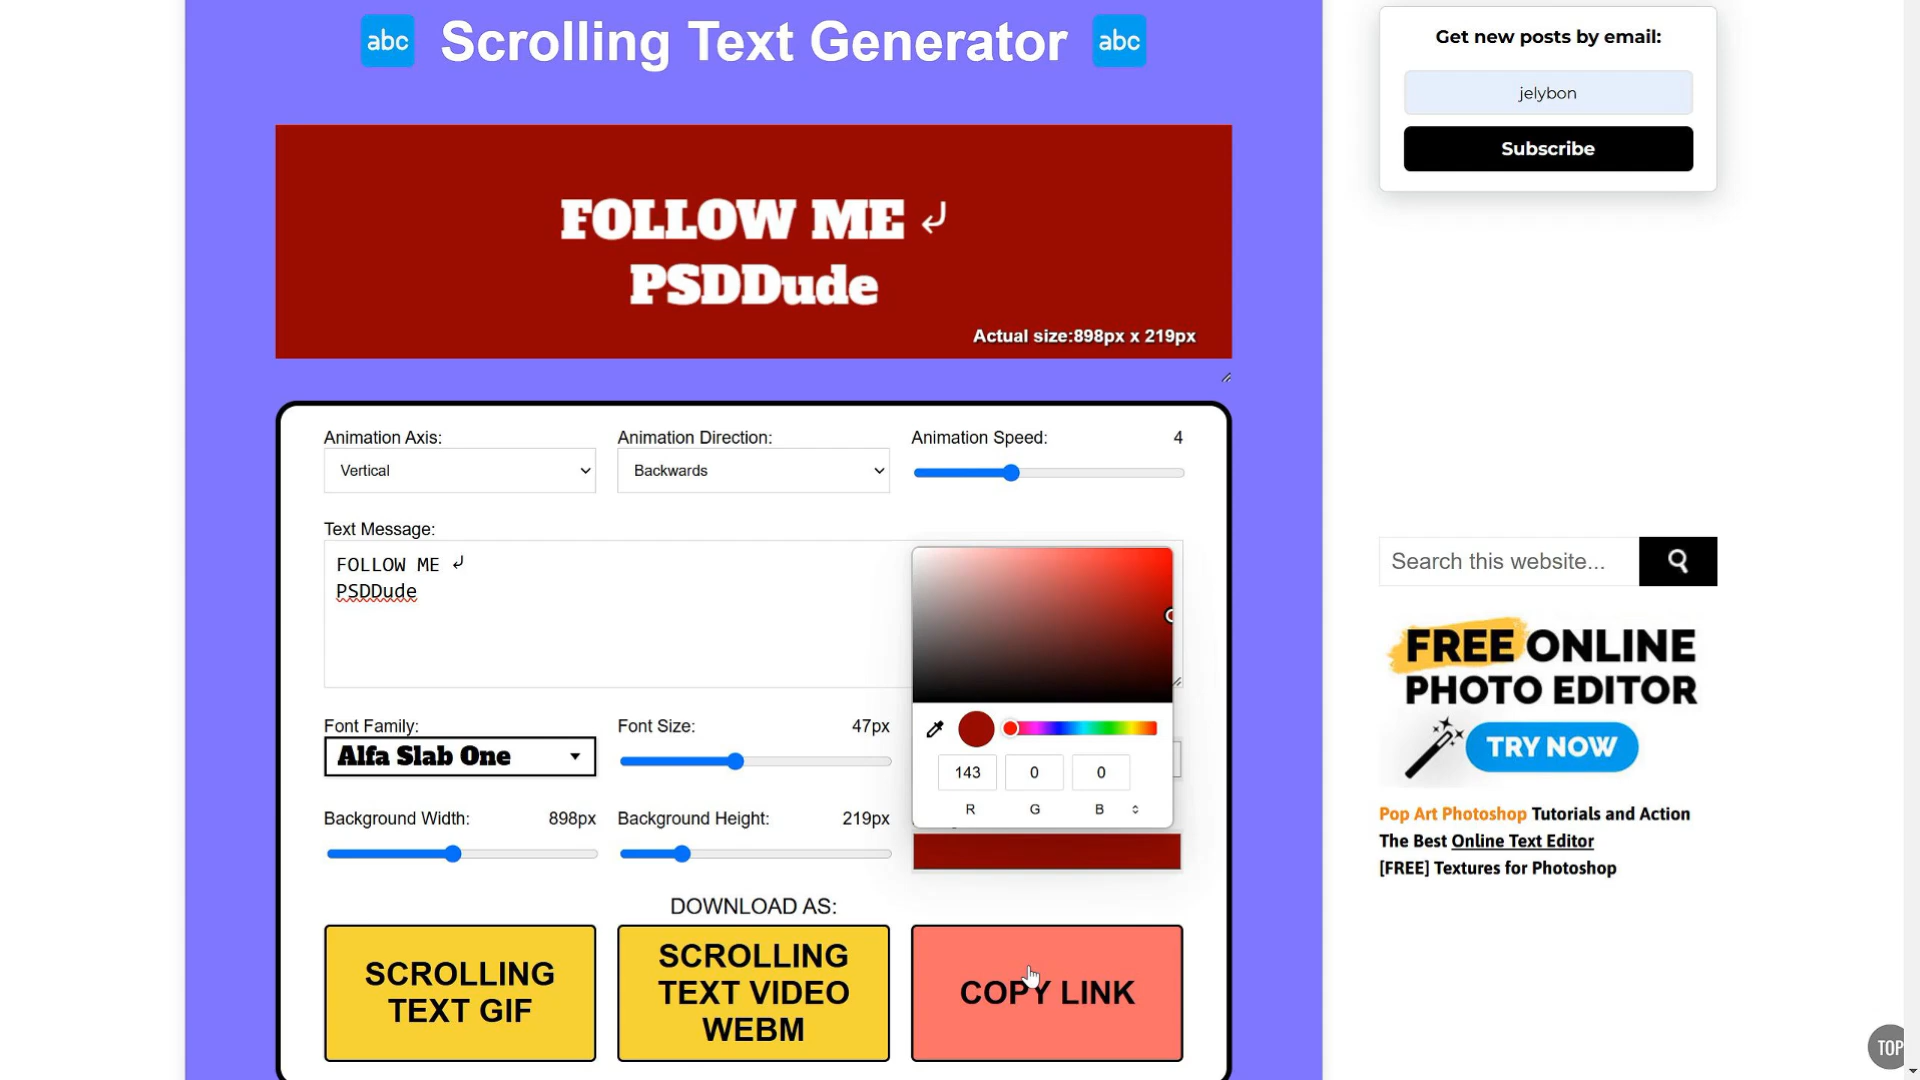 abc Scrolling Text Generator abc
FOLLOW ME ⤶
PSDDude
Actual size:898px x 219px
Animation Axis:
Vertical
Animation Direction:
Backwards
Animation Speed: 4
Text Message:
FOLLOW ME ⤶
PSDDude
Font Family:
Alfa Slab One
Font Size: 47px
143 0 0
R G B
Background Width: 898px
Background Height: 219px
DOWNLOAD AS:
SCROLLING
TEXT GIF
SCROLLING
TEXT VIDEO
WEBM
COPY LINK
Get new posts by email:
jelybon
Subscribe
Search this website...
FREE ONLINE
PHOTO EDITOR
TRY NOW
Pop Art Photoshop Tutorials and Action
The Best Online Text Editor
[FREE] Textures for Photoshop
TOP